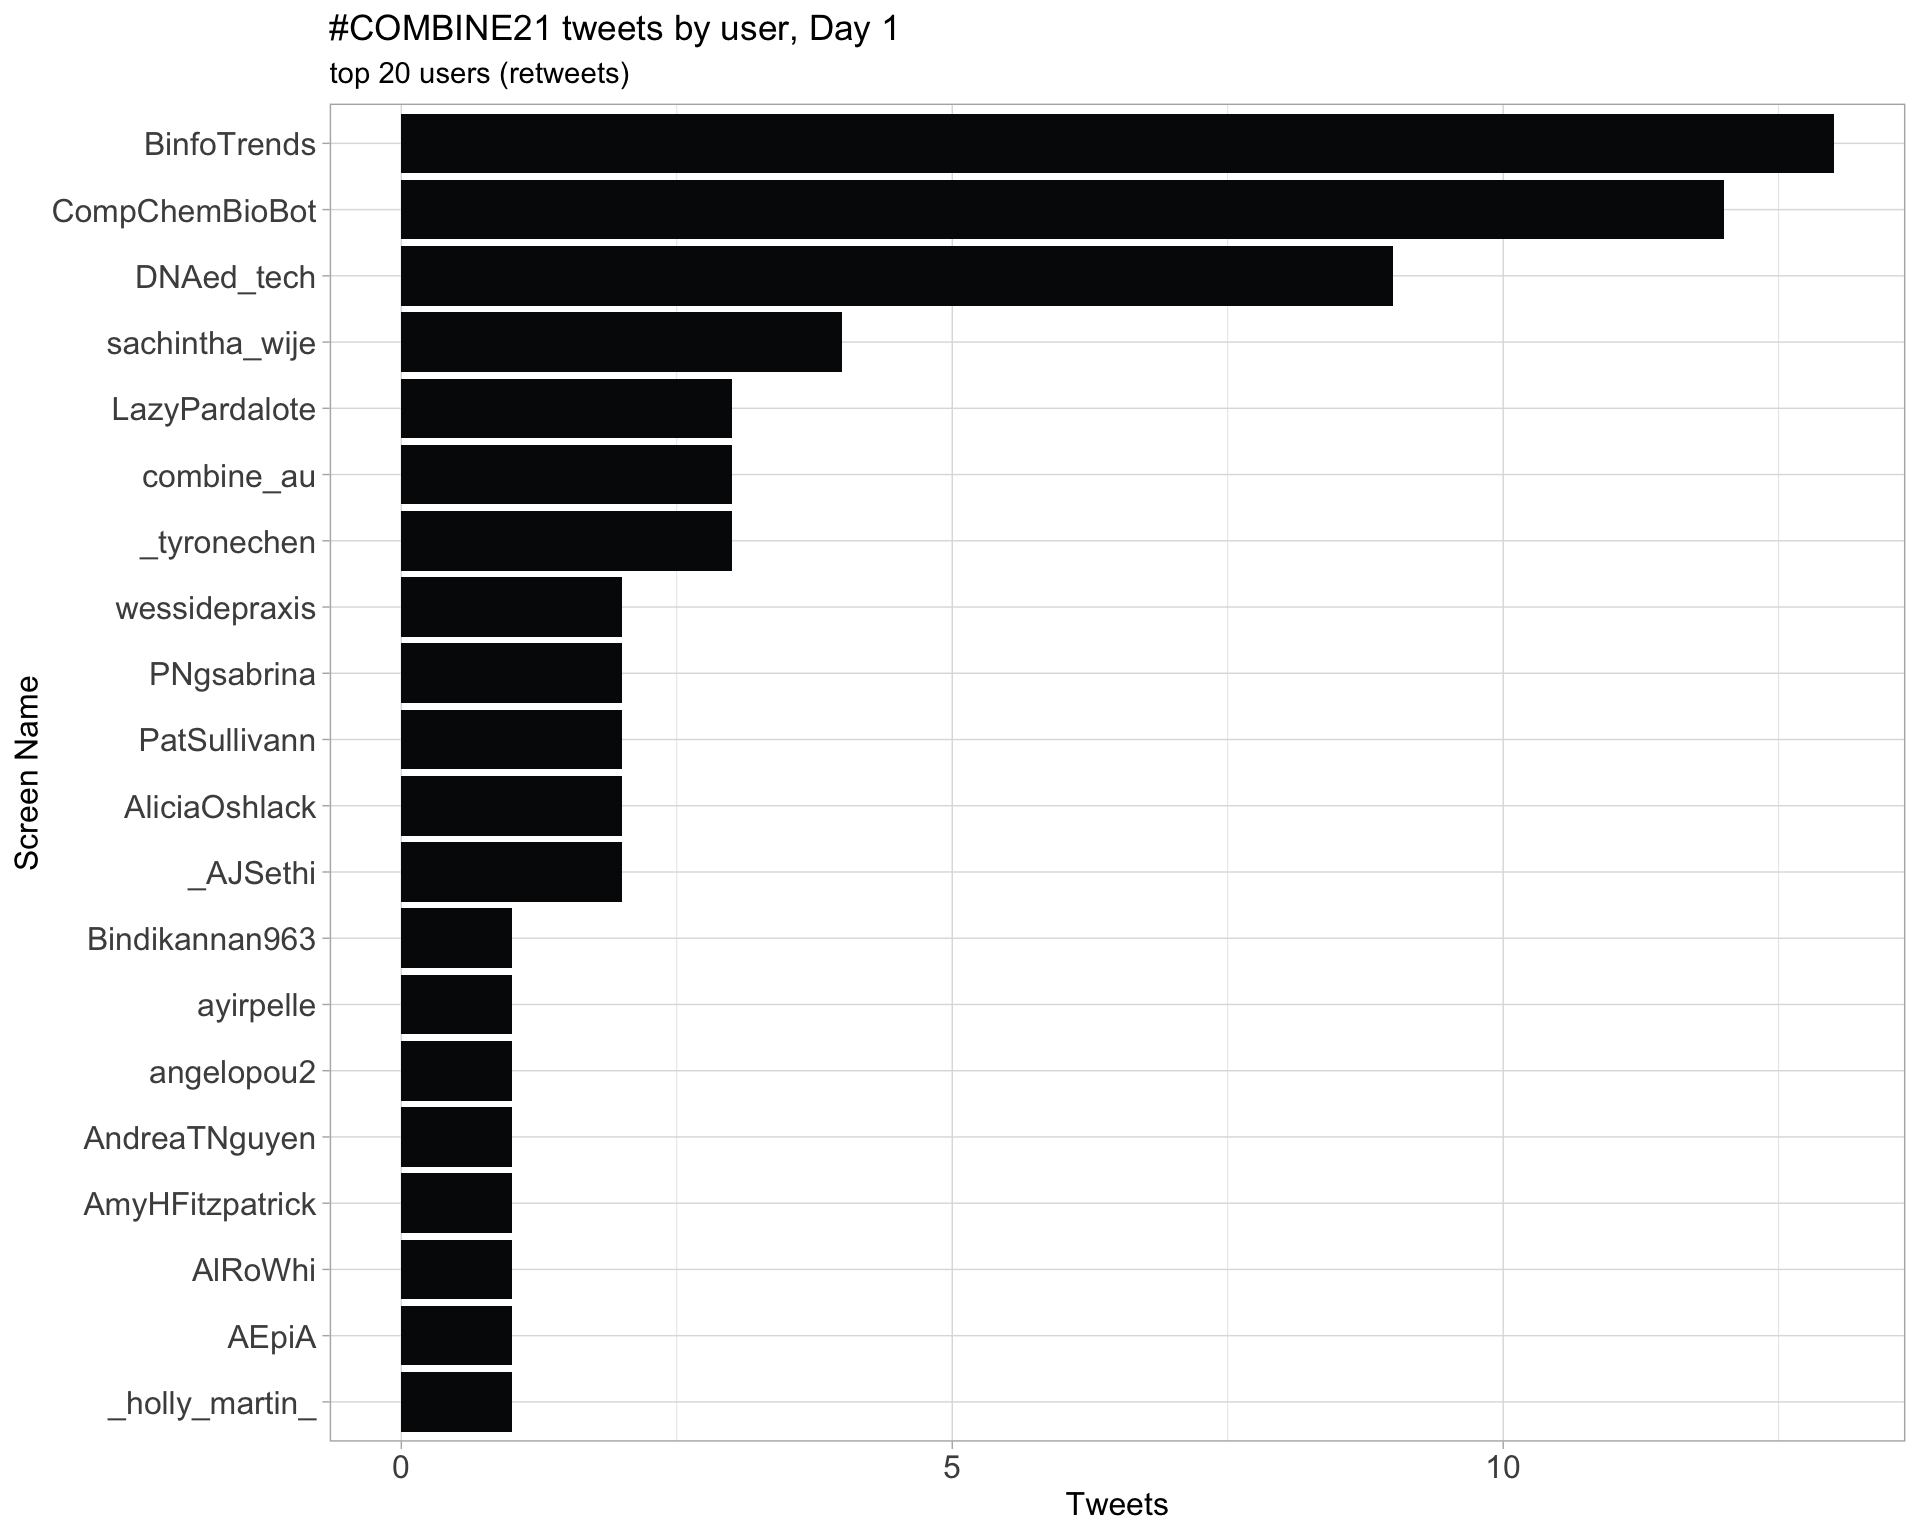 #COMBINE21 tweets by user, Day 1
top 20 users (retweets)
BinfoTrends
CompChemBioBot
DNAed_tech
sachintha_wije
LazyPardalote
combine_au
_tyronechen
wessidepraxis
PNgsabrina
PatSullivann
AliciaOshlack
_AJSethi
Bindikannan963
ayirpelle
angelopou2
AndreaTNguyen
AmyHFitzpatrick
AlRoWhi
AEpiA
_holly_martin_
Screen Name
0 5 10
Tweets